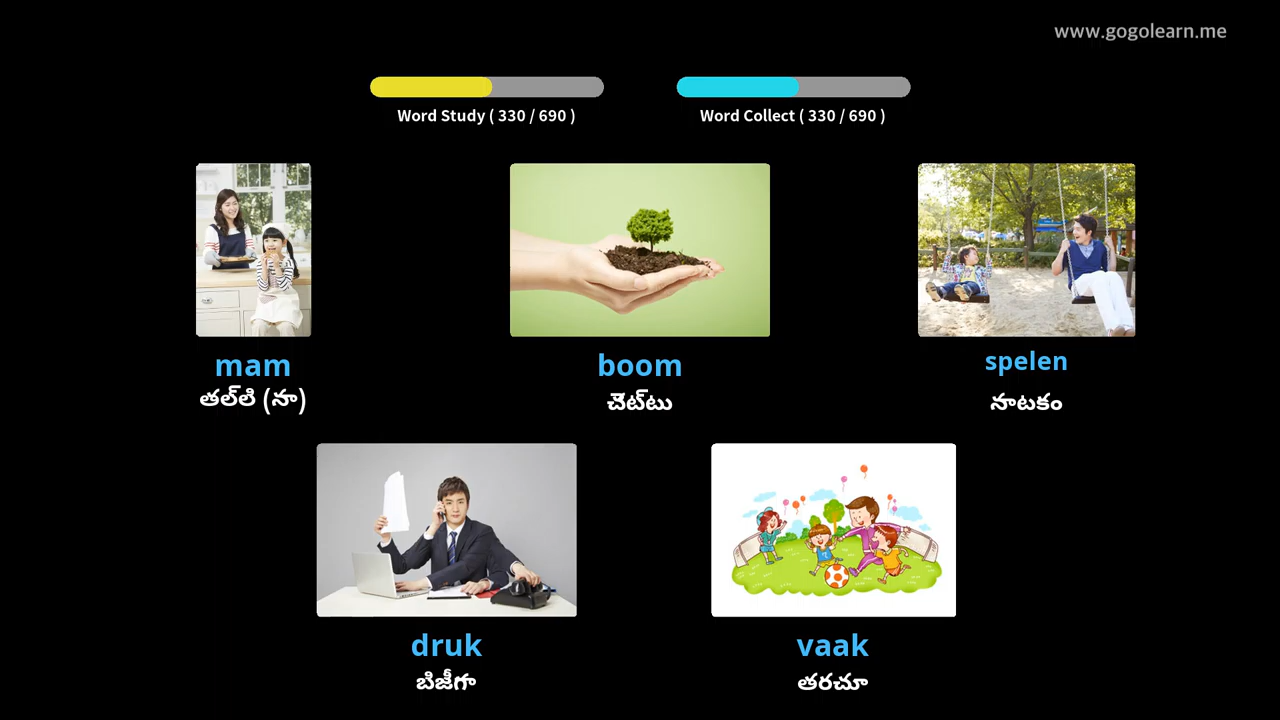 www.gogolearn.me
Word Study ( 330 / 690 )
Word Collect ( 330 / 690 )
mam
తల్‌లి (నా)
boom
చెట్‌టు
spelen
నాటకం
druk
బిజీగా
vaak
తరచూ